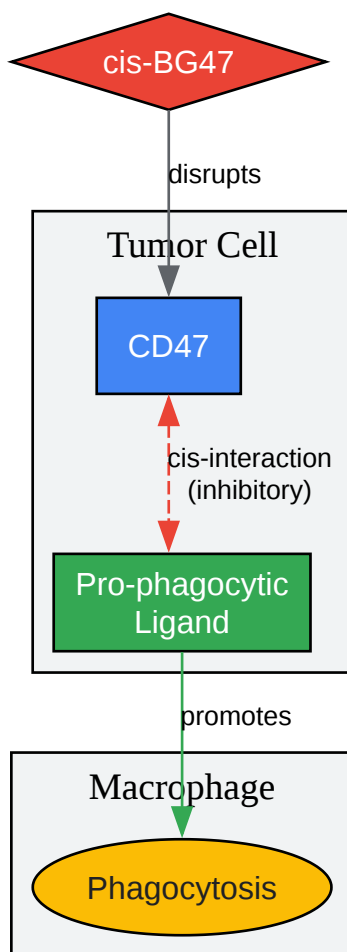 cis-BG47
disrupts
Tumor Cell
CD47
cis-interaction
(inhibitory)
Pro-phagocytic
Ligand
promotes
Macrophage
Phagocytosis